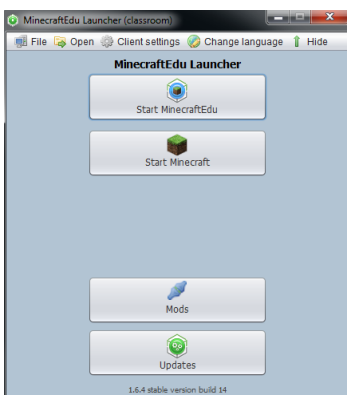 MinecraftEdu Launcher (classroom)
File Open Client settings Change language Hide
MinecraftEdu Launcher
Start MinecraftEdu
Start Minecraft
Mods
Updates
1.6.4 stable version build 14